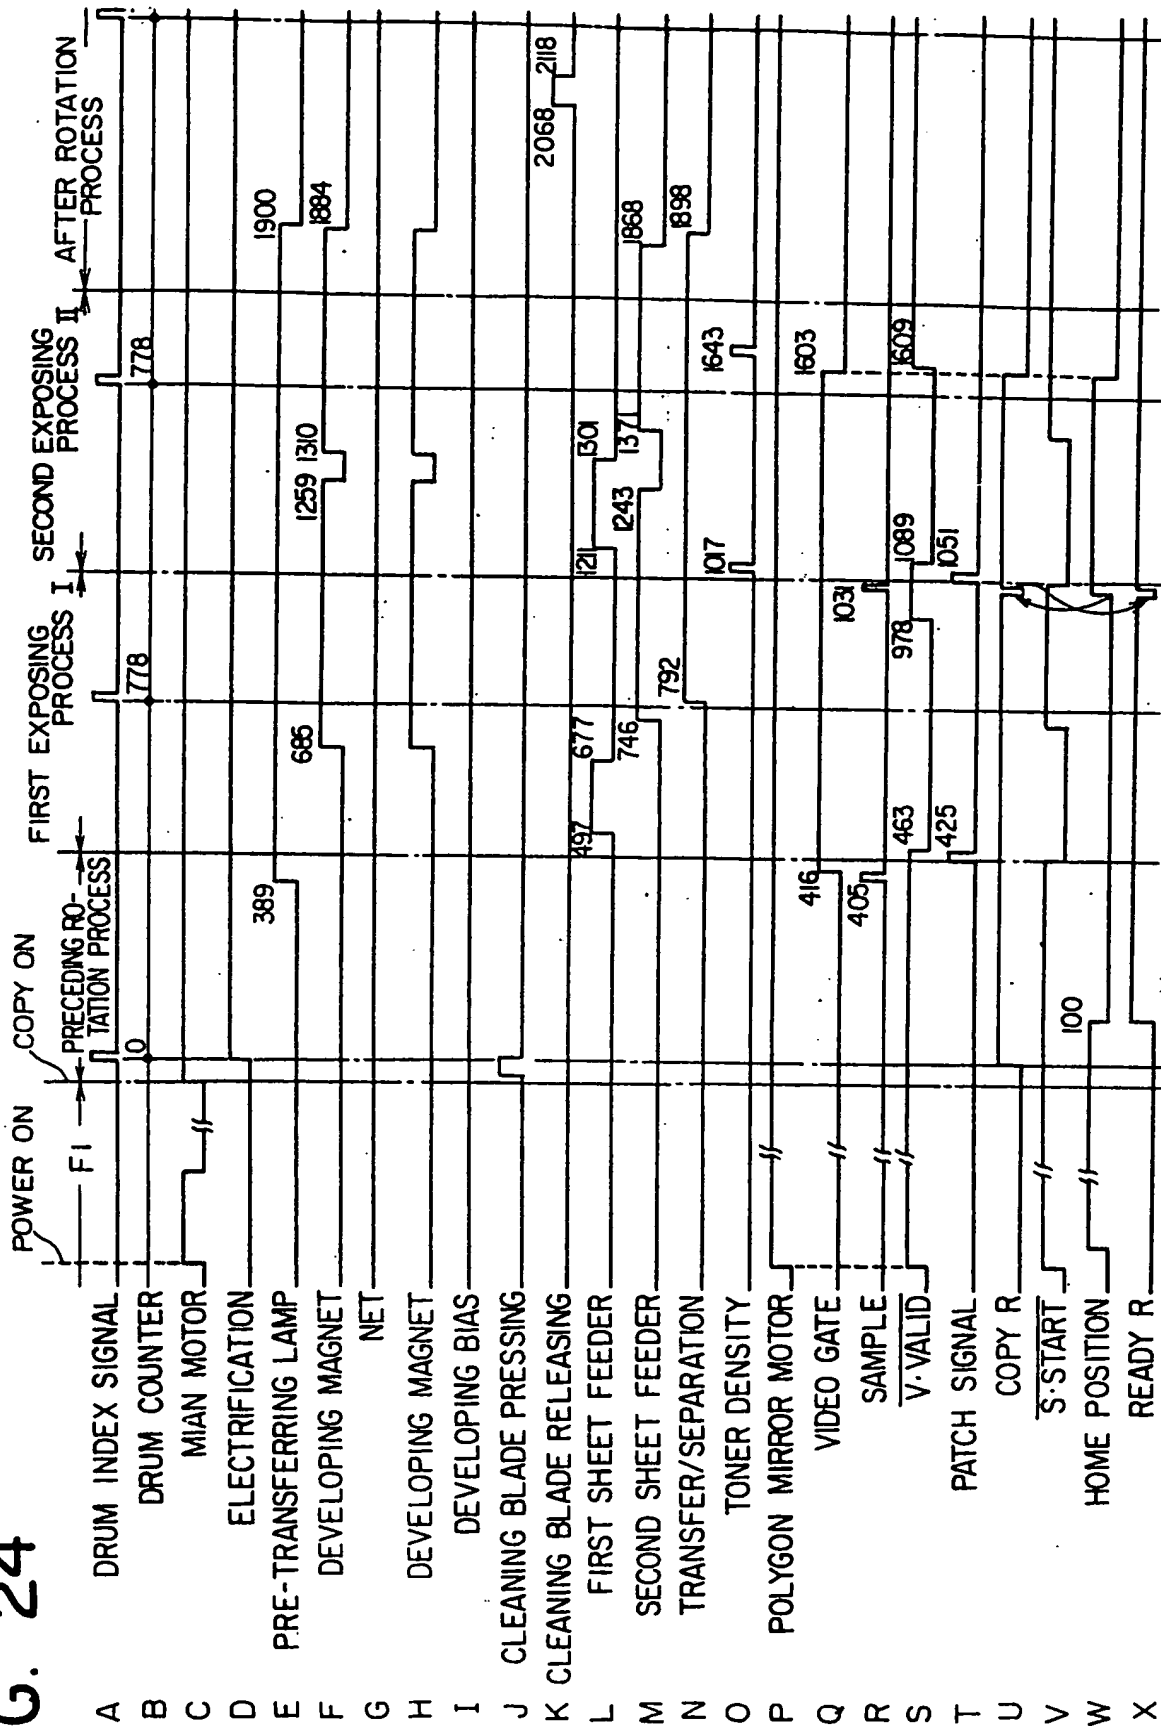 G. 24
POWER ON
COPY ON
F1
PRECEDING RO-
TATION PROCESS
FIRST EXPOSING
PROCESS I
SECOND EXPOSING
PROCESS II
AFTER ROTATION
PROCESS
A DRUM INDEX SIGNAL
B DRUM COUNTER 10 778 778
C MIAN MOTOR
D ELECTRIFICATION
E PRE-TRANSFERRING LAMP 389 1900
F DEVELOPING MAGNET 685 1259 1310 1884
G NET
H DEVELOPING MAGNET
I DEVELOPING BIAS
J CLEANING BLADE PRESSING
K CLEANING BLADE RELEASING 2068 2118
L FIRST SHEET FEEDER 497 677 1211 1301
M SECOND SHEET FEEDER 746 1243 1371 1868
N TRANSFER/SEPARATION 792 1898
O TONER DENSITY 1017 1643
P POLYGON MIRROR MOTOR
Q VIDEO GATE 416 1603
R SAMPLE 405 1031
S V·VALID 463 978 1089 1609
T PATCH SIGNAL 425 1051
U COPY R
V S·START
W HOME POSITION 100
X READY R